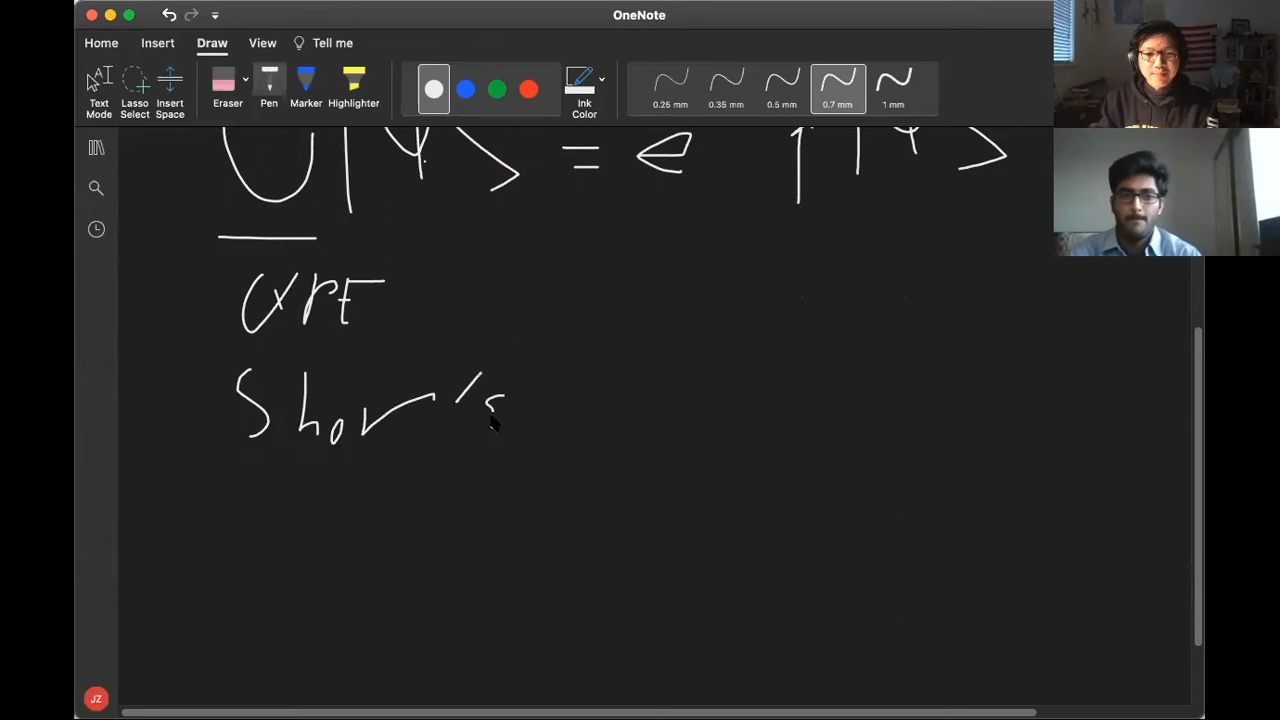 OneNote
Home Insert Draw View Tell me
Text Mode Lasso Select Insert Space Eraser Pen Marker Highlighter Ink Color 0.25 mm 0.35 mm 0.5 mm 0.7 mm 1 mm
U|ψ> = e |ψ>
QPE
Shor's
JZ